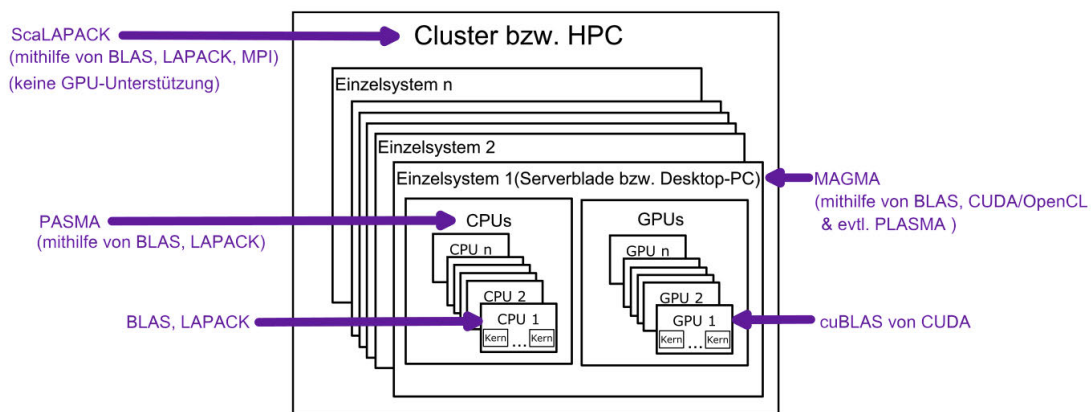 ScaLAPACK
(mithilfe von BLAS, LAPACK, MPI)
(keine GPU-Unterstützung)
Cluster bzw. HPC
Einzelsystem n
Einzelsystem 2
Einzelsystem 1(Serverblade bzw. Desktop-PC)
MAGMA
(mithilfe von BLAS, CUDA/OpenCL
& evtl. PLASMA )
PASMA
(mithilfe von BLAS, LAPACK)
CPUs
CPU n
CPU 2
CPU 1
Kern ... Kern
GPUs
GPU n
GPU 2
GPU 1
Kern ... Kern
BLAS, LAPACK
cuBLAS von CUDA